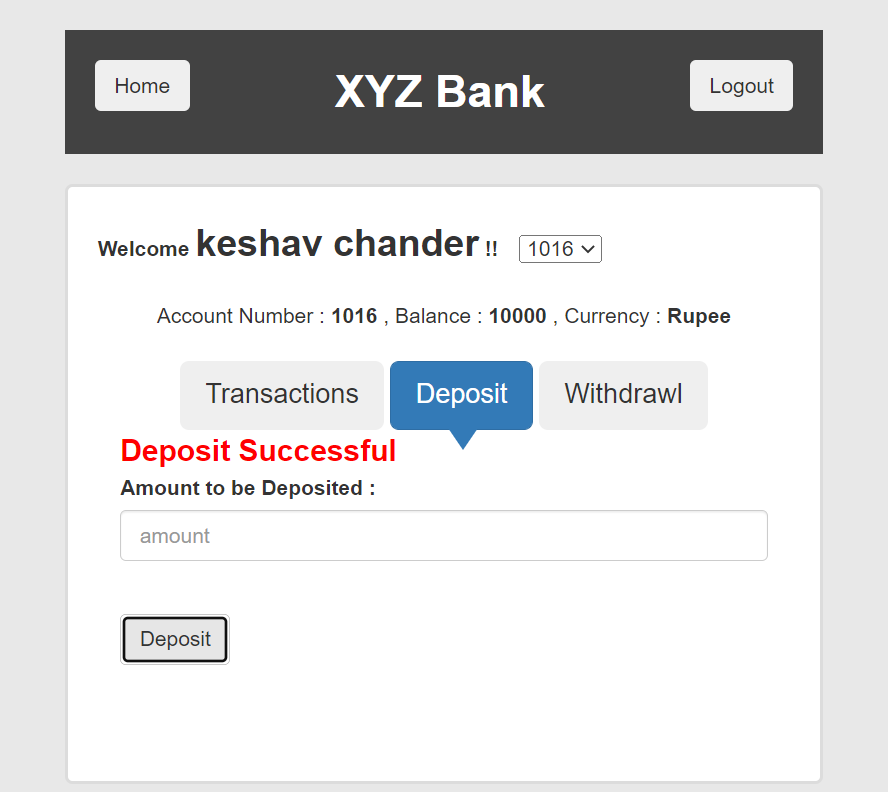 Home XYZ Bank Logout
Welcome keshav chander !! 1016
Account Number : 1016 , Balance : 10000 , Currency : Rupee
Transactions Deposit Withdrawl
Deposit Successful
Amount to be Deposited :
amount
Deposit